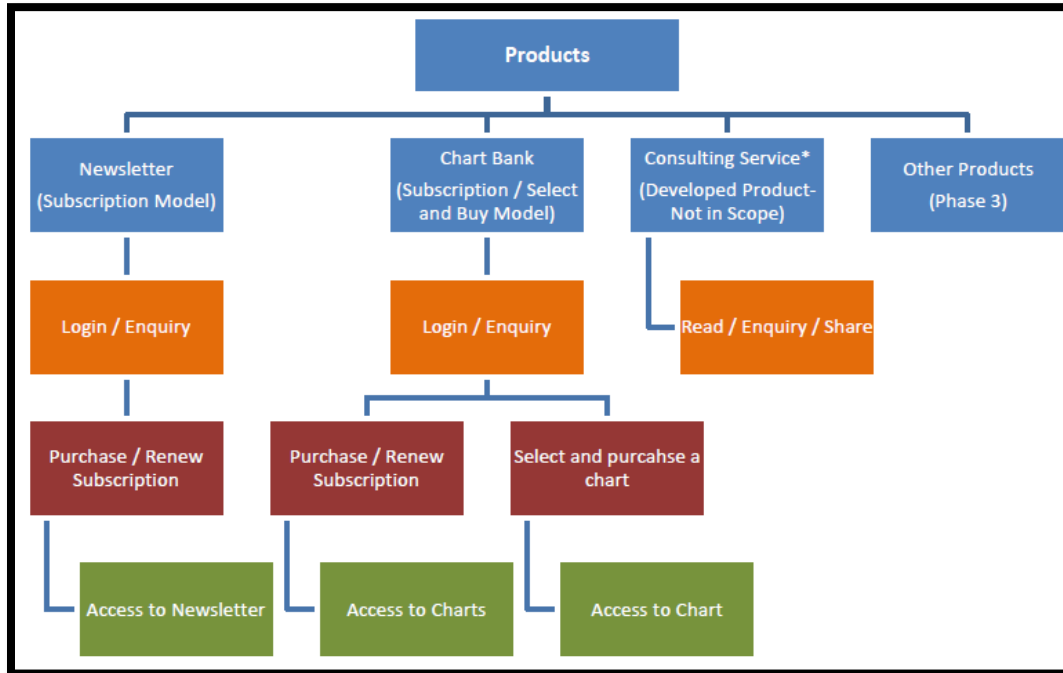 Products
Newsletter
(Subscription Model)
Chart Bank
(Subscription / Select
and Buy Model)
Consulting Service*
(Developed Product-
Not in Scope)
Other Products
(Phase 3)
Login / Enquiry
Login / Enquiry
Read / Enquiry / Share
Purchase / Renew
Subscription
Purchase / Renew
Subscription
Select and purcahse a
chart
Access to Newsletter
Access to Charts
Access to Chart